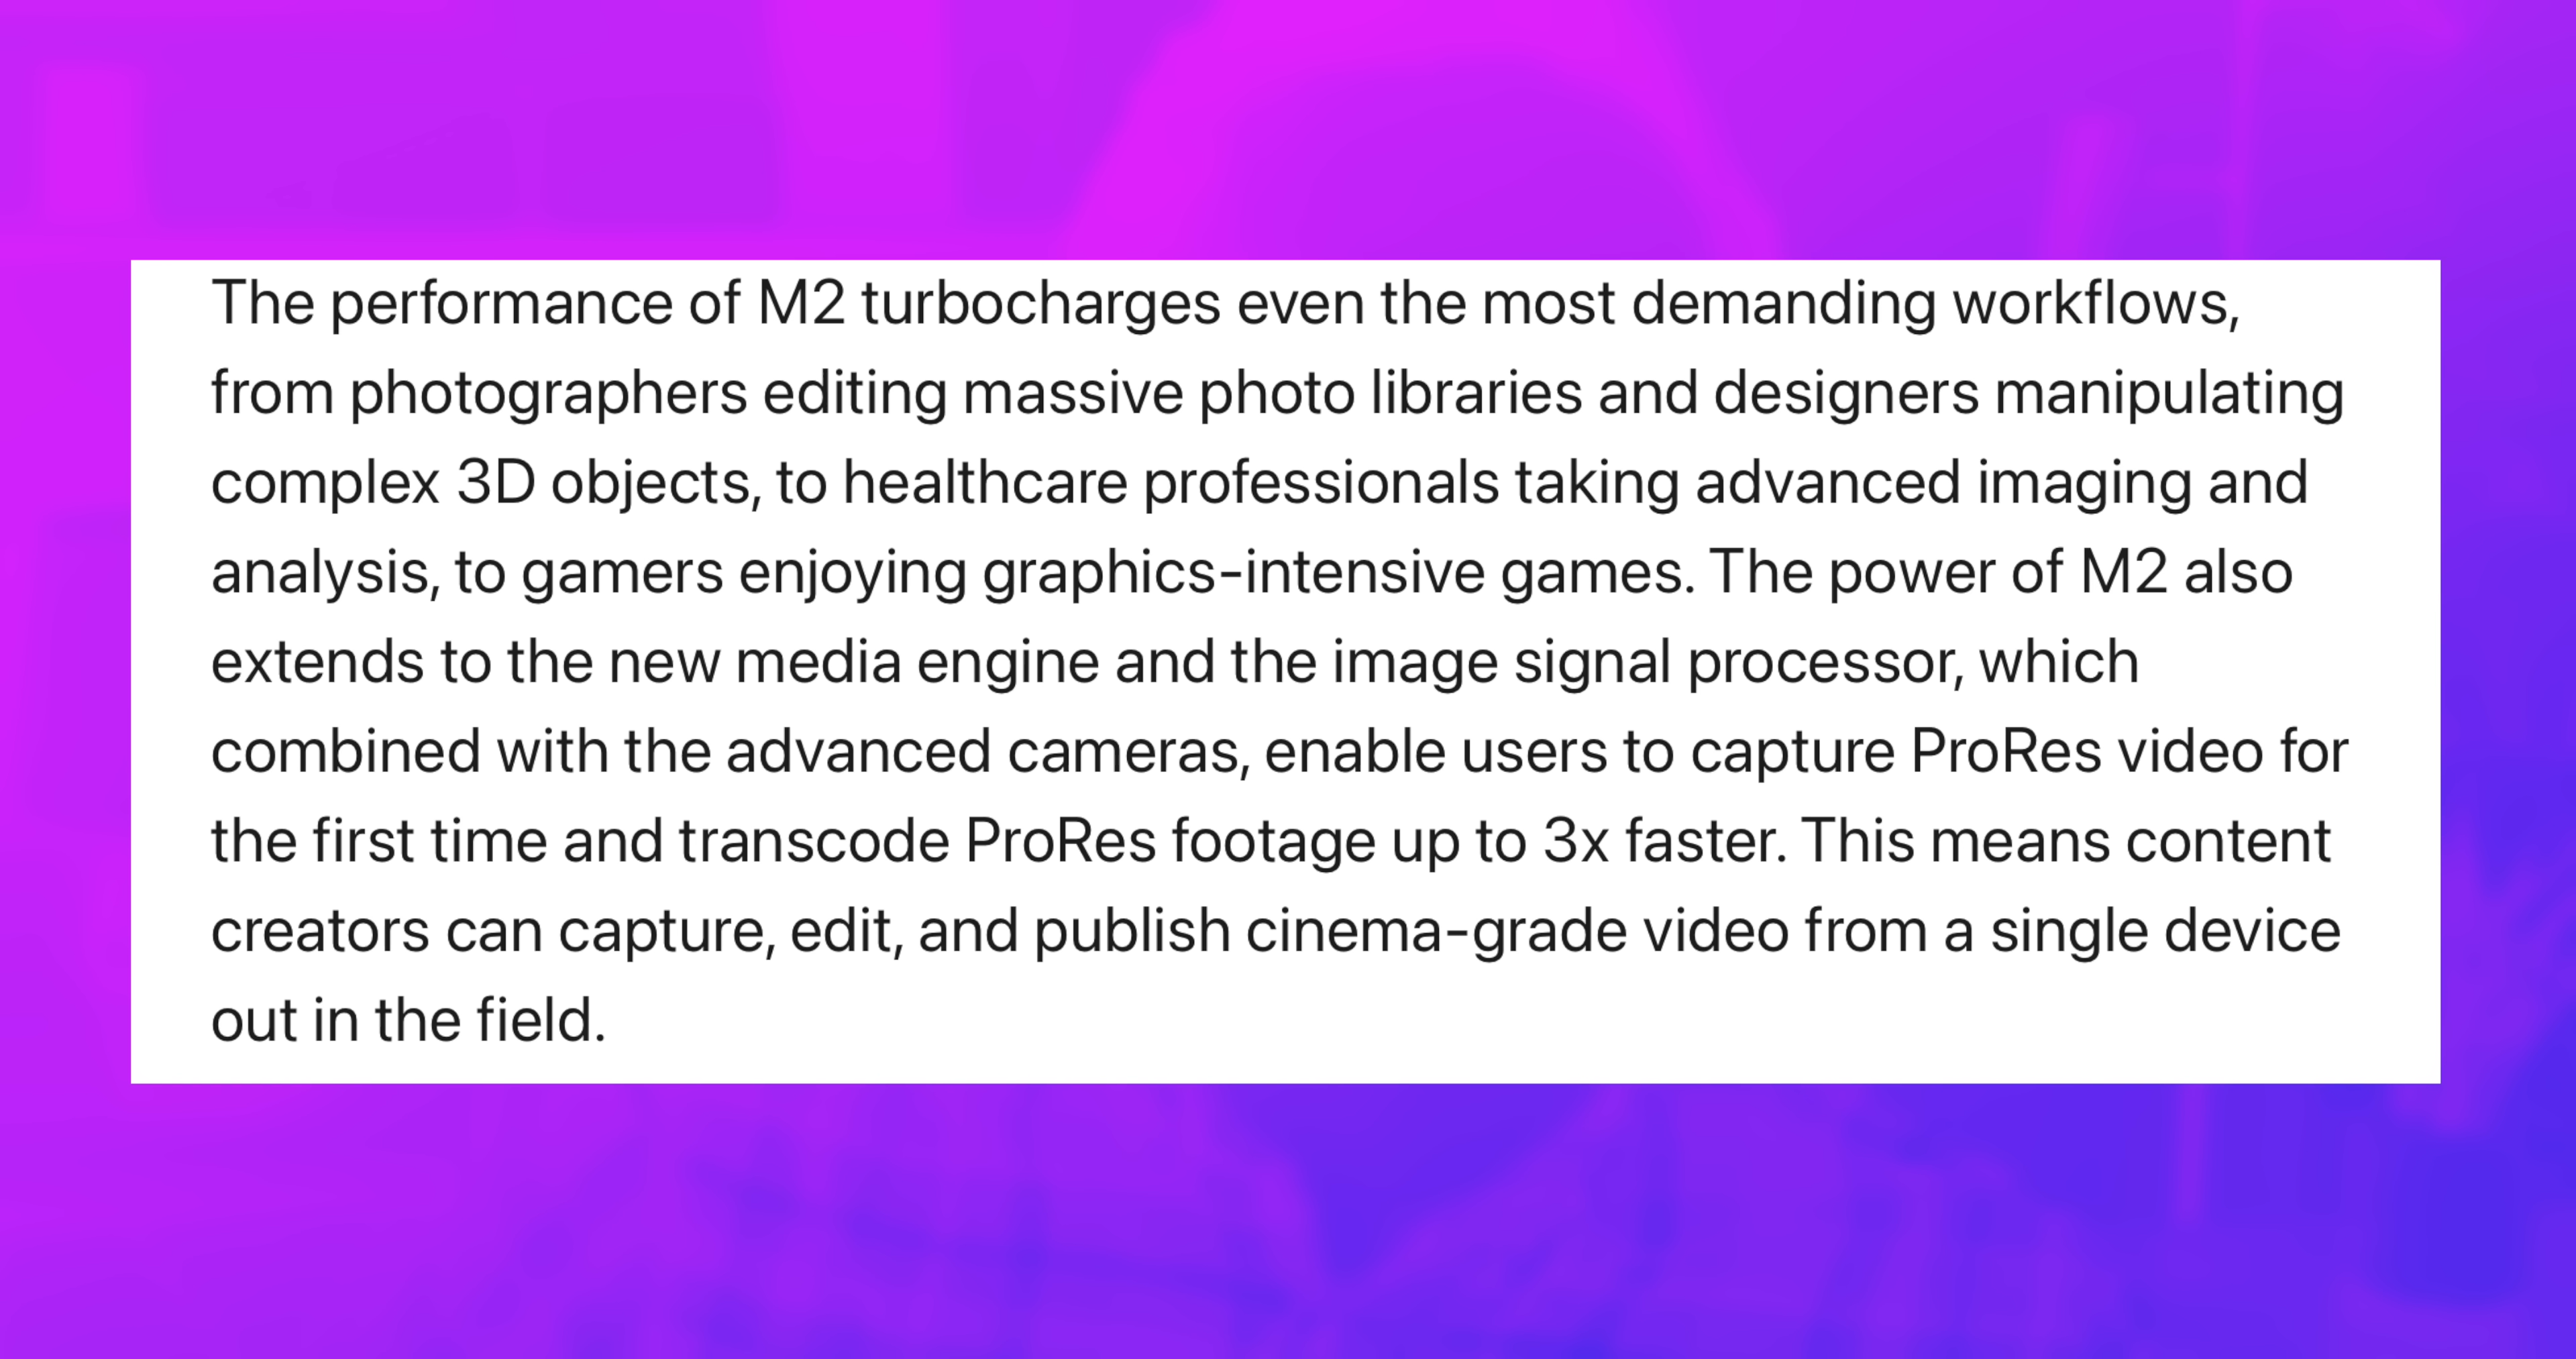 The performance of M2 turbocharges even the most demanding workflows,
from photographers editing massive photo libraries and designers manipulating
complex 3D objects, to healthcare professionals taking advanced imaging and
analysis, to gamers enjoying graphics-intensive games. The power of M2 also
extends to the new media engine and the image signal processor, which
combined with the advanced cameras, enable users to capture ProRes video for
the first time and transcode ProRes footage up to 3x faster. This means content
creators can capture, edit, and publish cinema-grade video from a single device
out in the field.